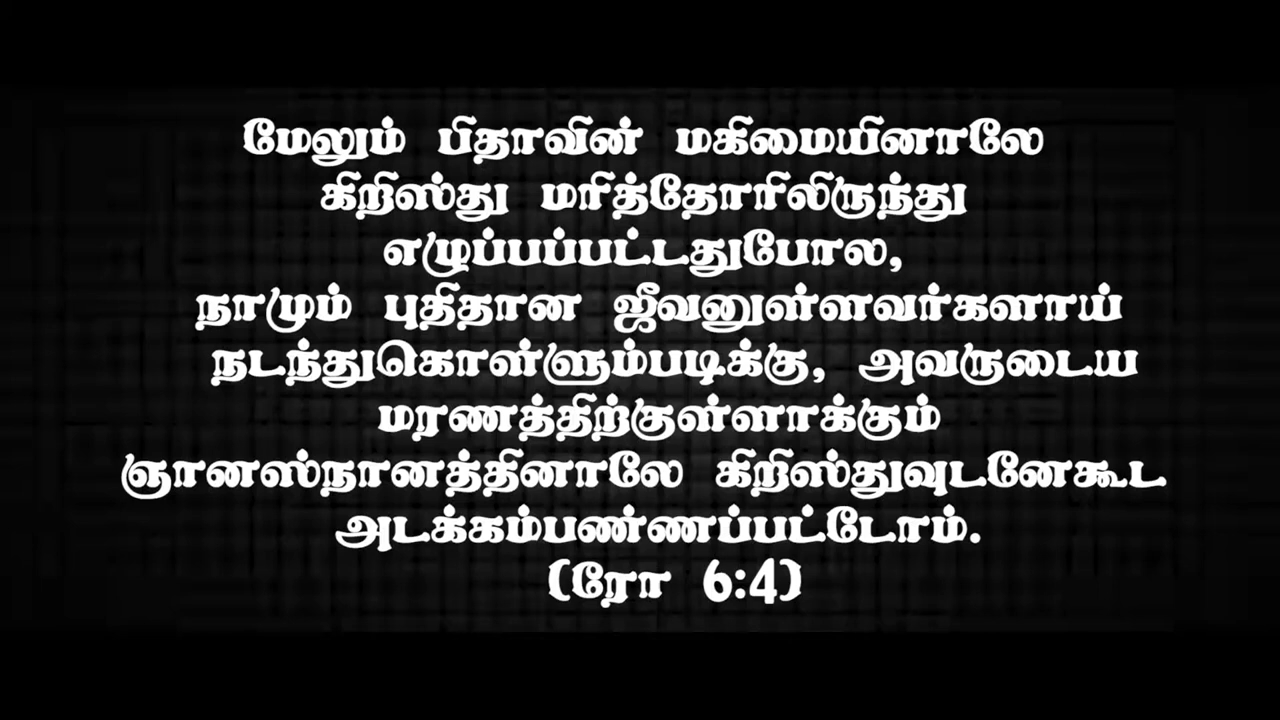 மேலும் பிதாவின் மகிமையினாலே
கிறிஸ்து மரித்தோரிலிருந்து
எழுப்பப்பட்டதுபோல,
நாமும் புதிதான ஜீவனுள்ளவர்களாய்
நடந்துகொள்ளும்படிக்கு, அவருடைய
மரணத்திற்குள்ளாக்கும்
ஞானஸ்நானத்தினாலே கிறிஸ்துவுடனேகூட
அடக்கம்பண்ணப்பட்டோம்.
(ரோ 6:4)